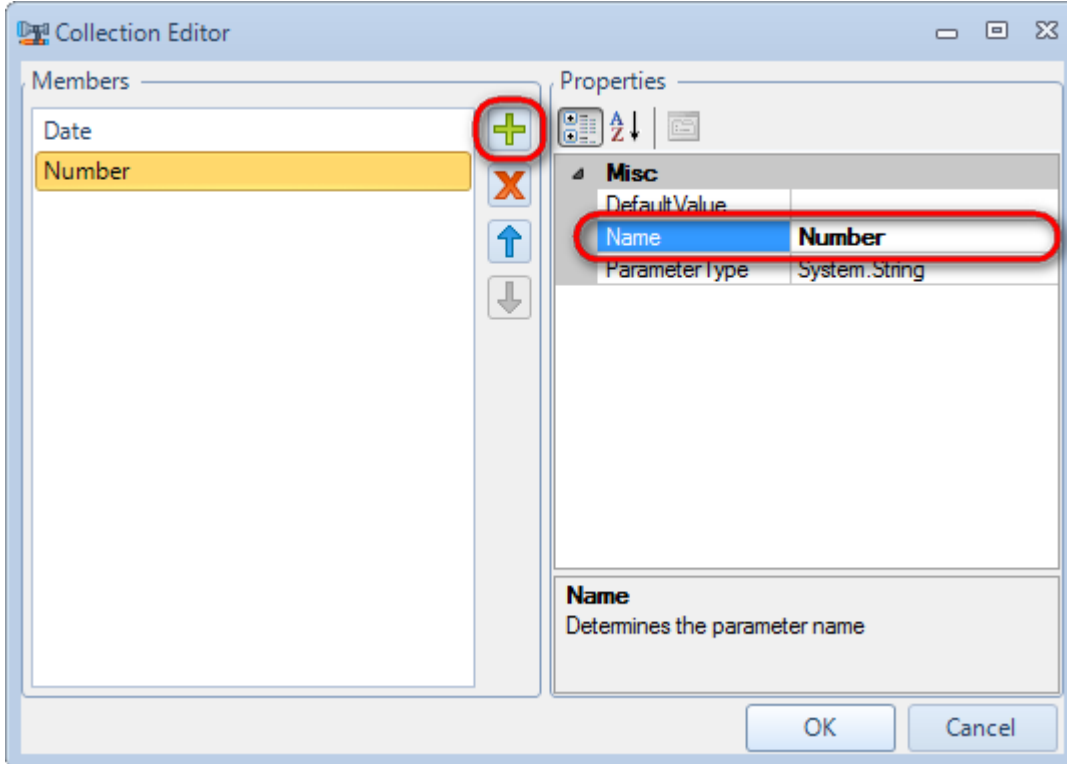 Collection Editor
Members
Date
Number
Properties
A
Z
Misc
DefaultValue
Name Number
ParameterType System.String
Name
Determines the parameter name
OK Cancel